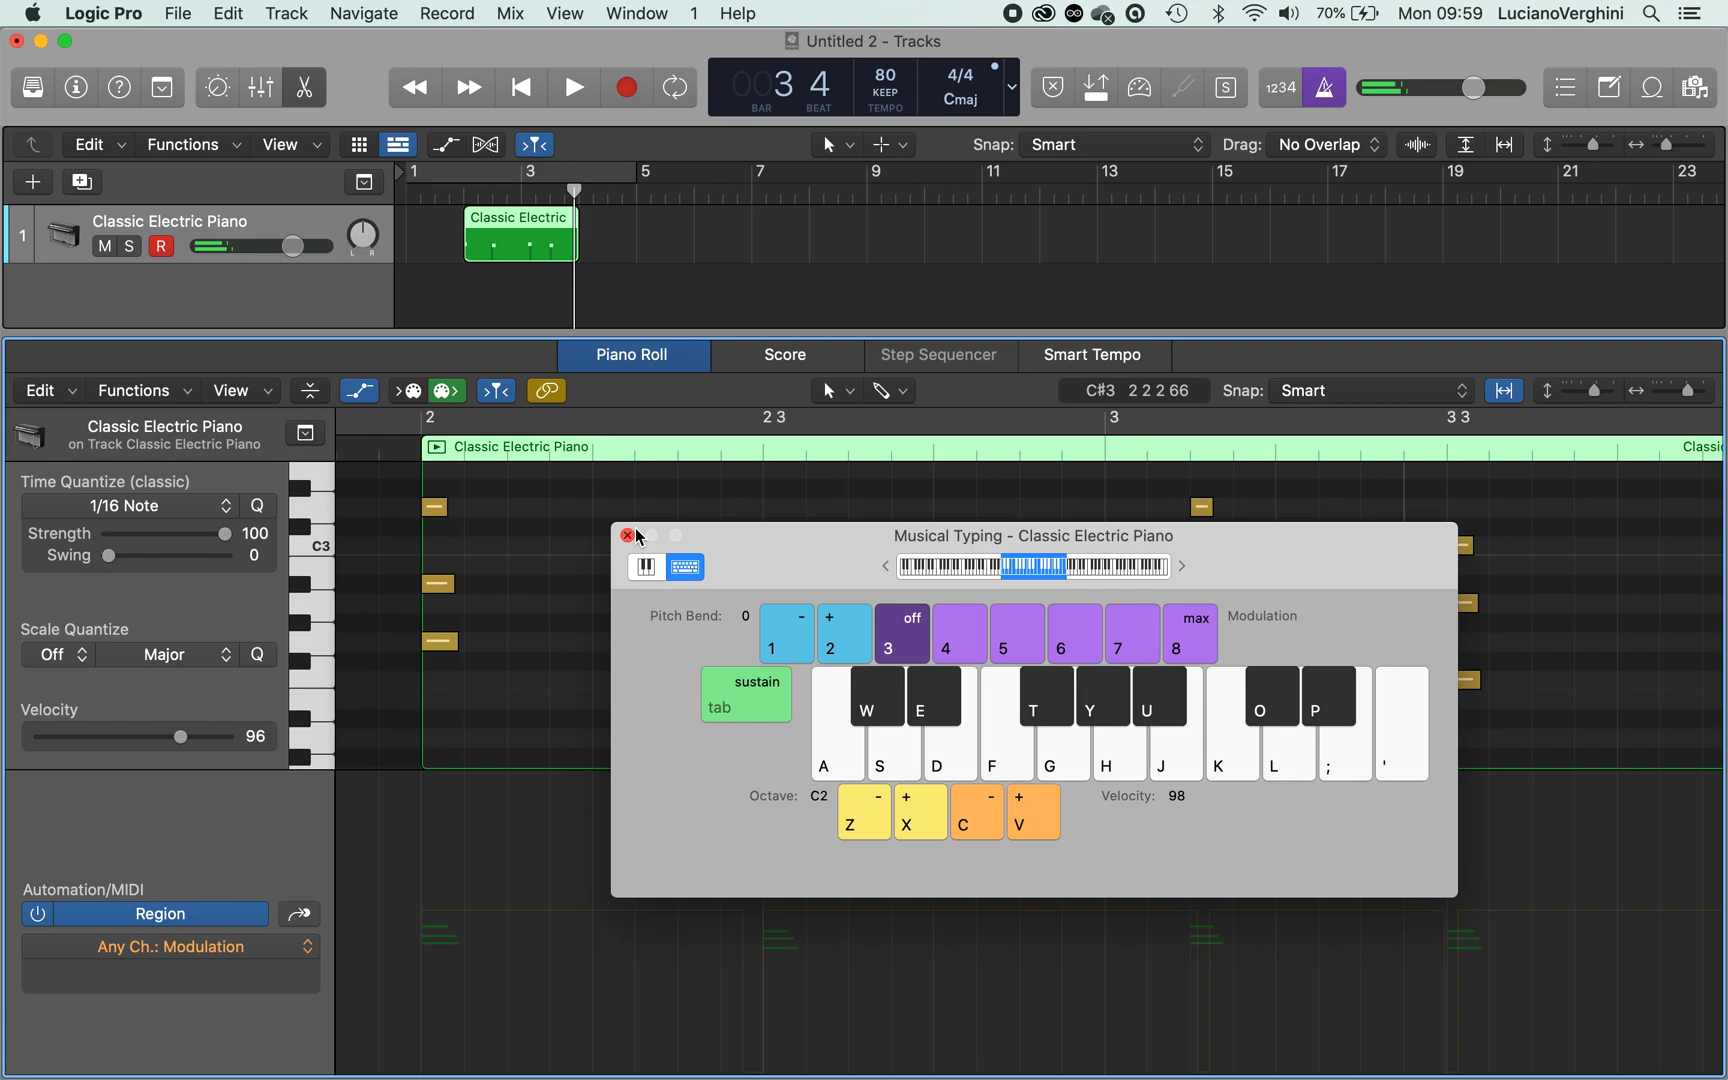 Logic Pro File Edit Track Navigate Record Mix View Window 1 Help 70% Mon 09:59 LucianoVerghini
Untitled 2 - Tracks
003 4 80 4/4
KEEP Cmaj 1234 S
BAR BEAT TEMPO
Edit Functions View Snap: Smart Drag: No Overlap
1 3 5 7 9 11 13 15 17 19 21 23
1 Classic Electric Piano Classic Electric
M S R L R
Piano Roll Score Step Sequencer Smart Tempo
Edit Functions View C#3 2 2 2 66 Snap: Smart
2 2 3 3 3 3
Classic Electric Piano
on Track Classic Electric Piano
Classic Electric Piano Classic
Time Quantize (classic)
1/16 Note Q
Strength 100
Swing 0
C3
Scale Quantize
Off Major Q
Velocity
96
Musical Typing - Classic Electric Piano
Pitch Bend: 0 - + off max Modulation
1 2 3 4 5 6 7 8
sustain
tab
W E T Y U O P
A S D F G H J K L ; '
Octave: C2 - + - + Velocity: 98
Z X C V
Automation/MIDI
Region
Any Ch.: Modulation